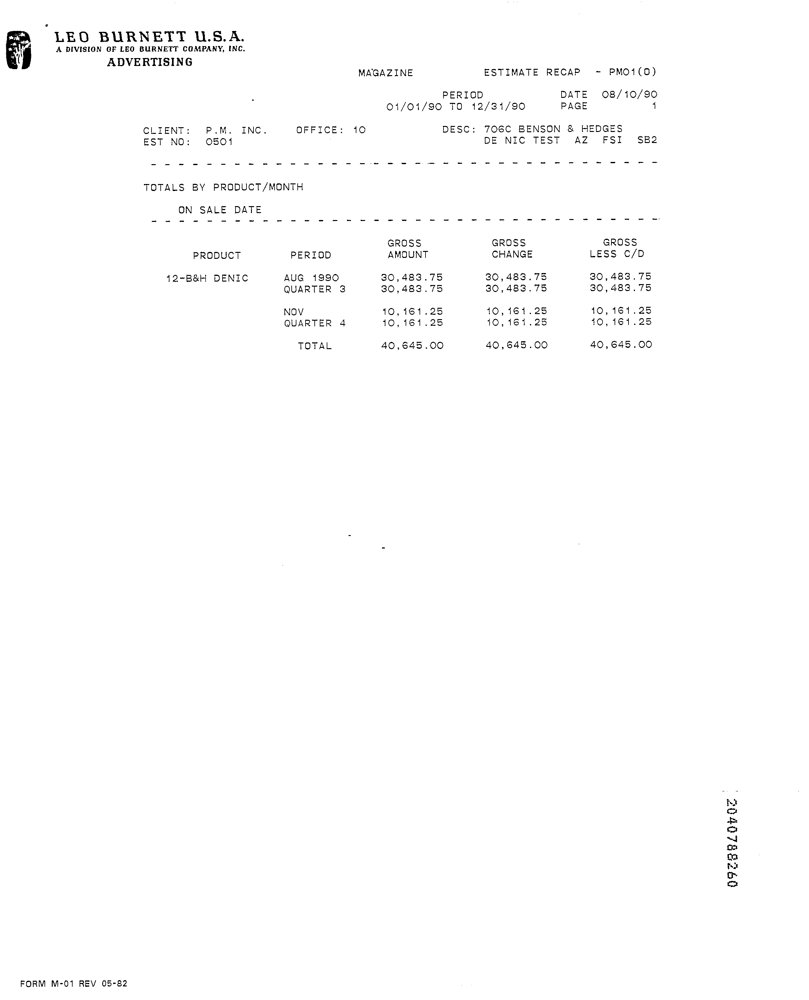 LEO BURNETT U.S.A.
A DIVISION OF LEO BURNETT COMPANY, INC.
ADVERTISING
MAGAZINE ESTIMATE RECAP - PM01(0)
PERIOD DATE 08/10/90
01/01/90 TO 12/31/90 PAGE 1
CLIENT: P.M. INC. OFFICE: 10 DESC: 706C BENSON & HEDGES
EST NO: 0501 DE NIC TEST AZ FSI SB2
TOTALS BY PRODUCT/MONTH
ON SALE DATE
GROSS GROSS GROSS
PRODUCT PERIOD AMOUNT CHANGE LESS C/D
12-B&H DENIC AUG 1990 30,483.75 30,483.75 30,483.75
QUARTER 3 30,483.75 30,483.75 30,483.75
NOV 10,161.25 10,161.25 10,161.25
QUARTER 4 10,161.25 10,161.25 10,161.25
TOTAL 40,645.00 40,645.00 40,645.00
2040788260
FORM M-01 REV 05-82